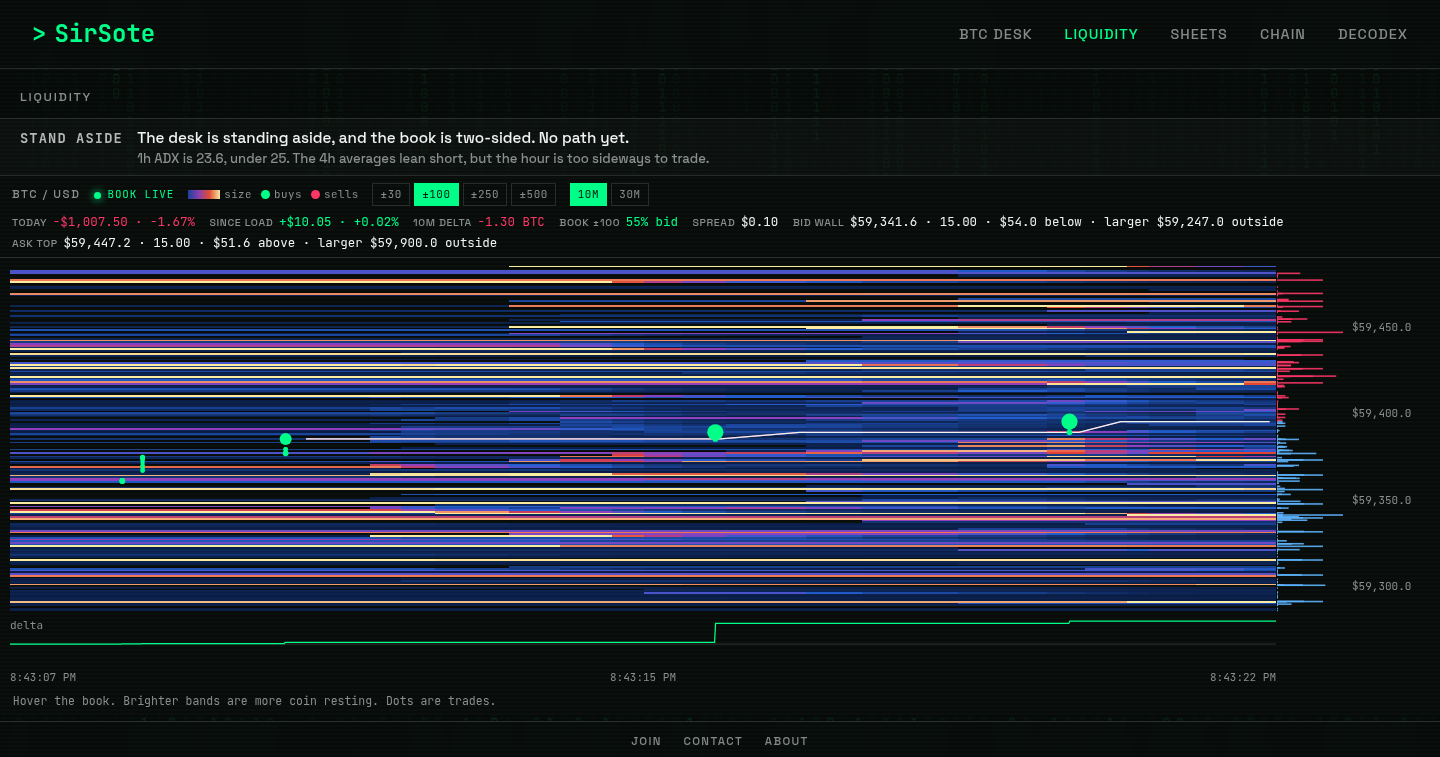 > SirSote
BTC DESK LIQUIDITY SHEETS CHAIN DECODEX
LIQUIDITY
STAND ASIDE The desk is standing aside, and the book is two-sided. No path yet.
1h ADX is 23.6, under 25. The 4h averages lean short, but the hour is too sideways to trade.
BTC / USD BOOK LIVE size buys sells ±30 ±100 ±250 ±500 10M 30M
TODAY -$1,007.50 · -1.67% SINCE LOAD +$10.05 · +0.02% 10M DELTA -1.30 BTC BOOK ±100 55% bid SPREAD $0.10 BID WALL $59,341.6 · 15.00 · $54.0 below · larger $59,247.0 outside
ASK TOP $59,447.2 · 15.00 · $51.6 above · larger $59,900.0 outside
$59,450.0
$59,400.0
$59,350.0
$59,300.0
delta
8:43:07 PM 8:43:15 PM 8:43:22 PM
Hover the book. Brighter bands are more coin resting. Dots are trades.
JOIN CONTACT ABOUT